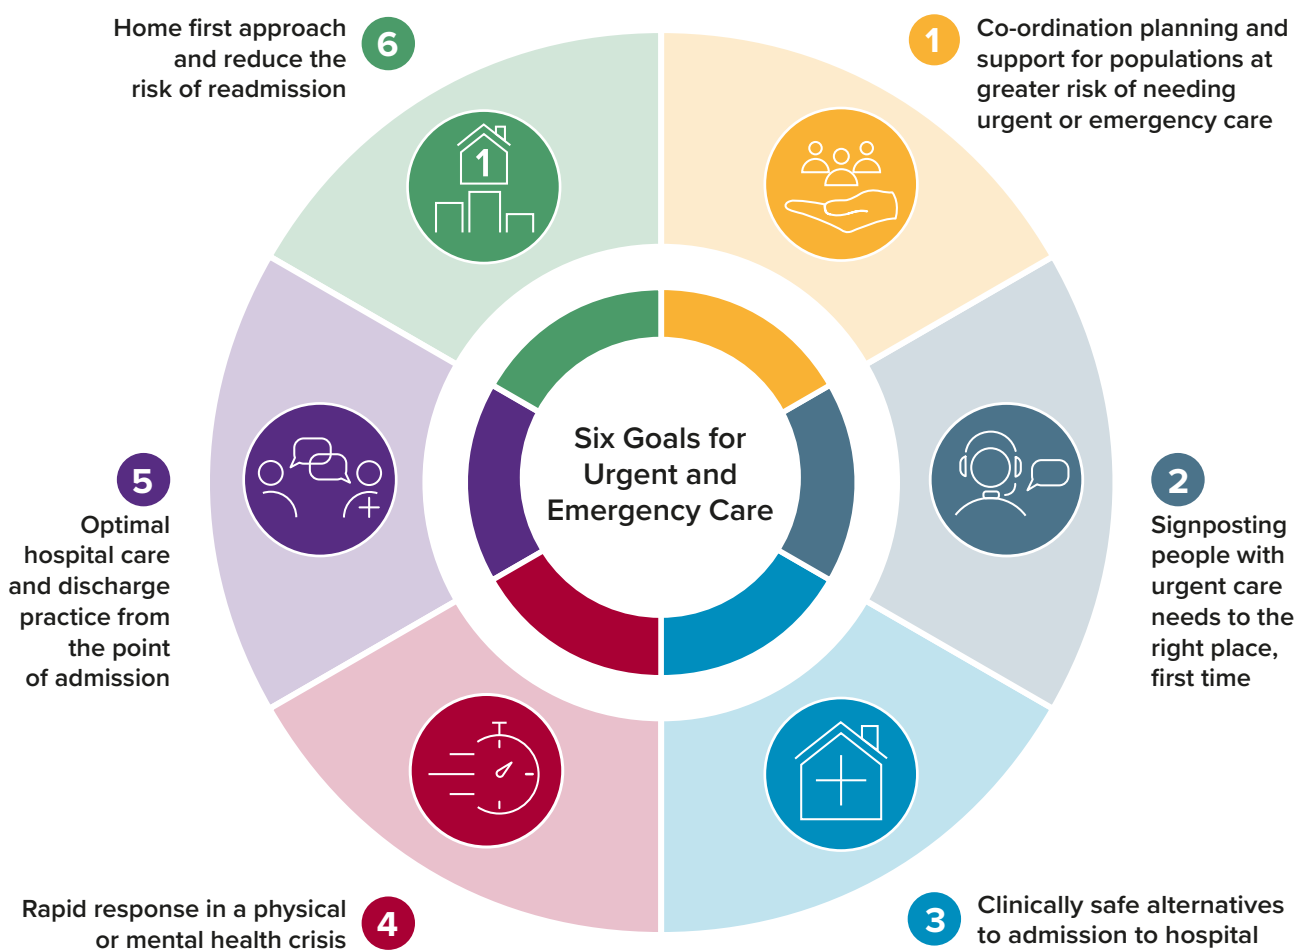 1
Co-ordination planning and
support for populations at
greater risk of needing
urgent or emergency care
2
Signposting
people with
urgent care
needs to the
right place,
first time
3
Clinically safe alternatives
to admission to hospital
4
Rapid response in a physical
or mental health crisis
5
Optimal
hospital care
and discharge
practice from
the point
of admission
6
Home first approach
and reduce the
risk of readmission
1
Six Goals for
Urgent and
Emergency Care